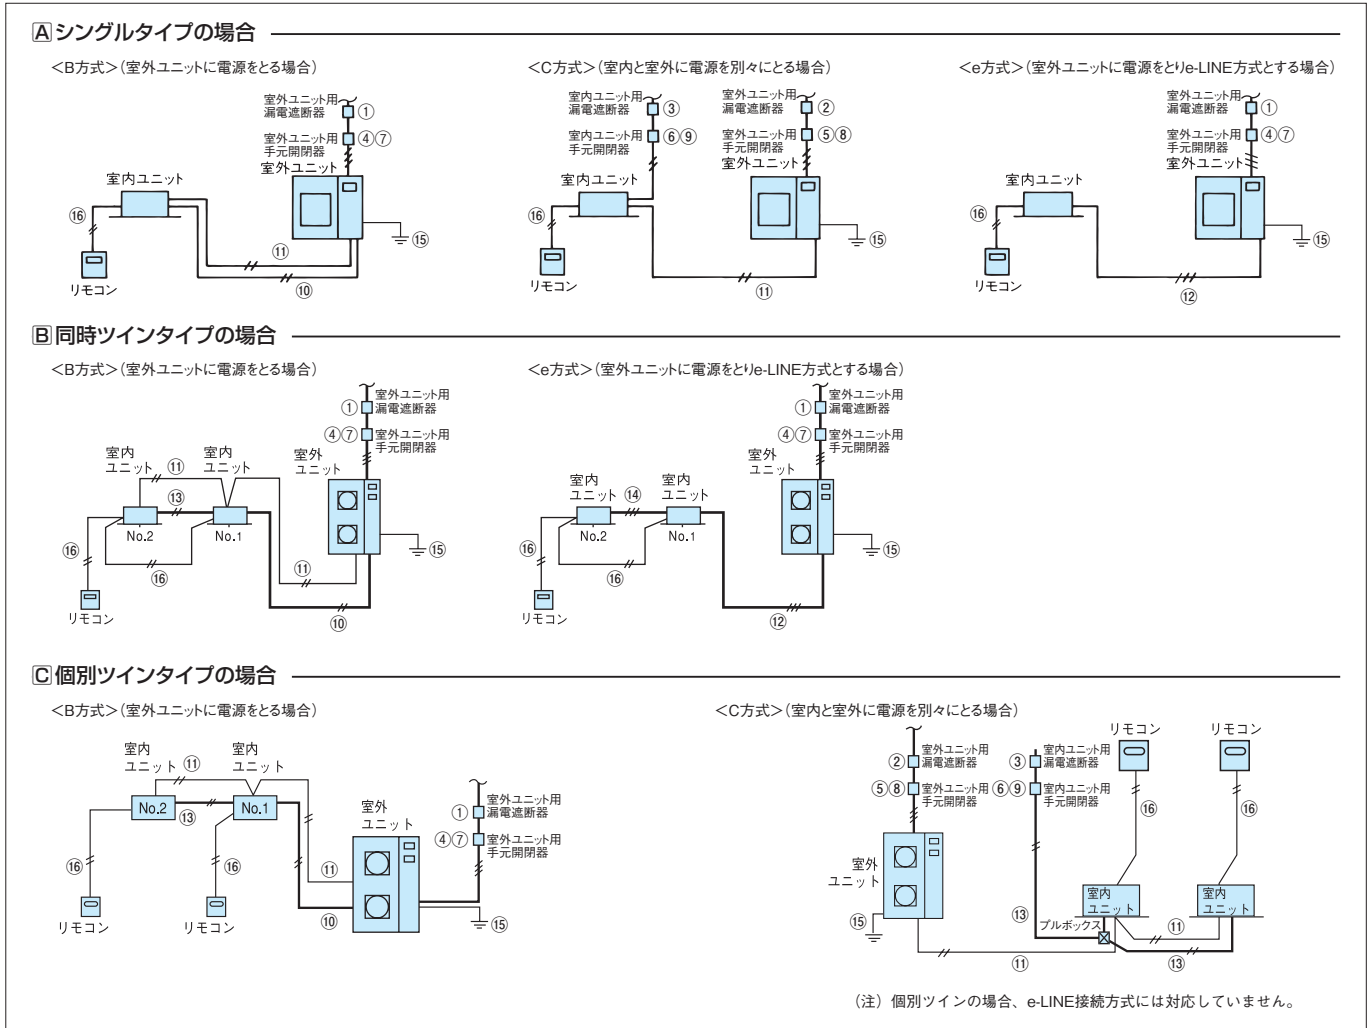 A シングルタイプの場合
<B方式>(室外ユニットに電源をとる場合)
室外ユニット用
漏電遮断器
①
室外ユニット用
手元開閉器
④⑦
室外ユニット
室内ユニット
⑯
⑮
⑪
⑩
リモコン
<C方式>(室内と室外に電源を別々にとる場合)
室内ユニット用
漏電遮断器
③
室内ユニット用
手元開閉器
⑥⑨
室外ユニット用
漏電遮断器
②
室外ユニット用
手元開閉器
⑤⑧
室外ユニット
室内ユニット
⑯
⑮
リモコン
⑪
<e方式>(室外ユニットに電源をとりe-LINE方式とする場合)
室外ユニット用
漏電遮断器
①
室外ユニット用
手元開閉器
④⑦
室外ユニット
室内ユニット
⑯
⑮
リモコン
⑫
B 同時ツインタイプの場合
<B方式>(室外ユニットに電源をとる場合)
①
室外ユニット用
漏電遮断器
④⑦
室外ユニット用
手元開閉器
室内
ユニット
⑪
室内
ユニット
室外
ユニット
⑬
No.2
No.1
⑯
⑯
⑪
⑮
リモコン
⑩
<e方式>(室外ユニットに電源をとりe-LINE方式とする場合)
①
室外ユニット用
漏電遮断器
④⑦
室外ユニット用
手元開閉器
室外
ユニット
室内
ユニット
⑭
室内
ユニット
No.2
No.1
⑯
⑯
⑮
リモコン
⑫
C 個別ツインタイプの場合
<B方式>(室外ユニットに電源をとる場合)
室内
ユニット
⑪
室内
ユニット
No.2
⑬
No.1
室外
ユニット
①
室外ユニット用
漏電遮断器
④⑦
室外ユニット用
手元開閉器
⑯
⑯
⑪
⑩
⑮
リモコン
リモコン
<C方式>(室内と室外に電源を別々にとる場合)
リモコン
リモコン
②
室外ユニット用
漏電遮断器
③
室内ユニット用
漏電遮断器
⑤⑧
室外ユニット用
手元開閉器
⑥⑨
室内ユニット用
手元開閉器
⑯
⑯
室外
ユニット
室内
ユニット
室内
ユニット
⑮
⑬
プルボックス
⑪
⑪
⑬
(注)個別ツインの場合、e-LINE接続方式には対応していません。